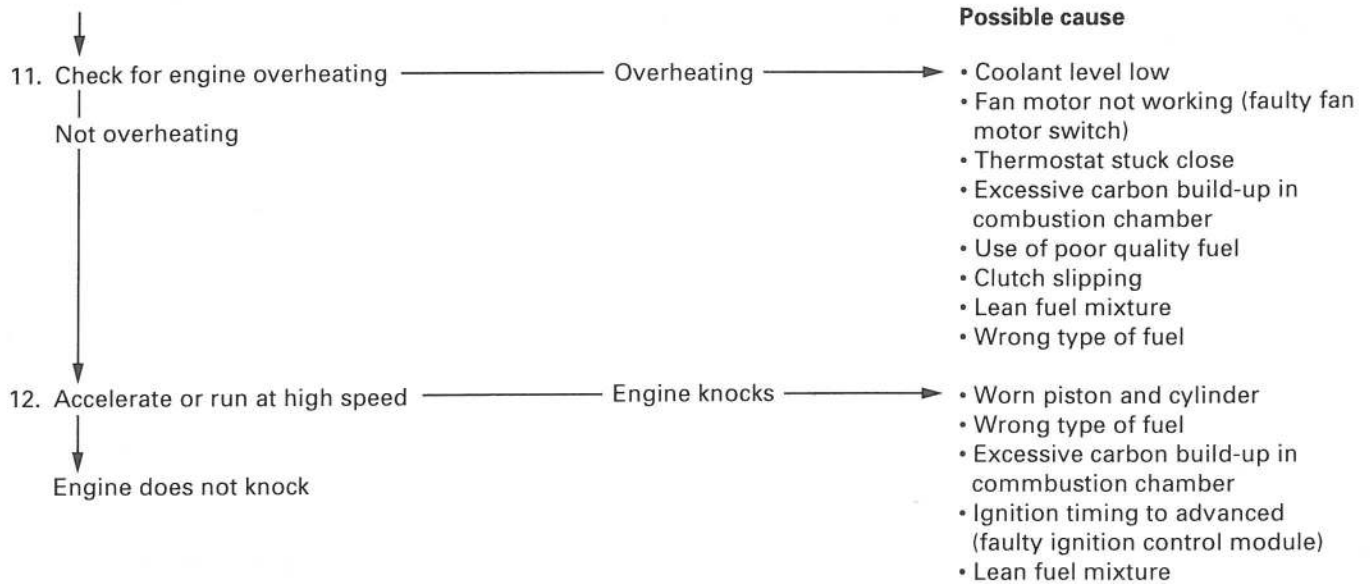 Possible cause
11. Check for engine overheating Overheating • Coolant level low
• Fan motor not working (faulty fan
motor switch)
Not overheating
• Thermostat stuck close
• Excessive carbon build-up in
combustion chamber
• Use of poor quality fuel
• Clutch slipping
• Lean fuel mixture
• Wrong type of fuel
12. Accelerate or run at high speed Engine knocks • Worn piston and cylinder
• Wrong type of fuel
• Excessive carbon build-up in
commbustion chamber
Engine does not knock
• Ignition timing to advanced
(faulty ignition control module)
• Lean fuel mixture